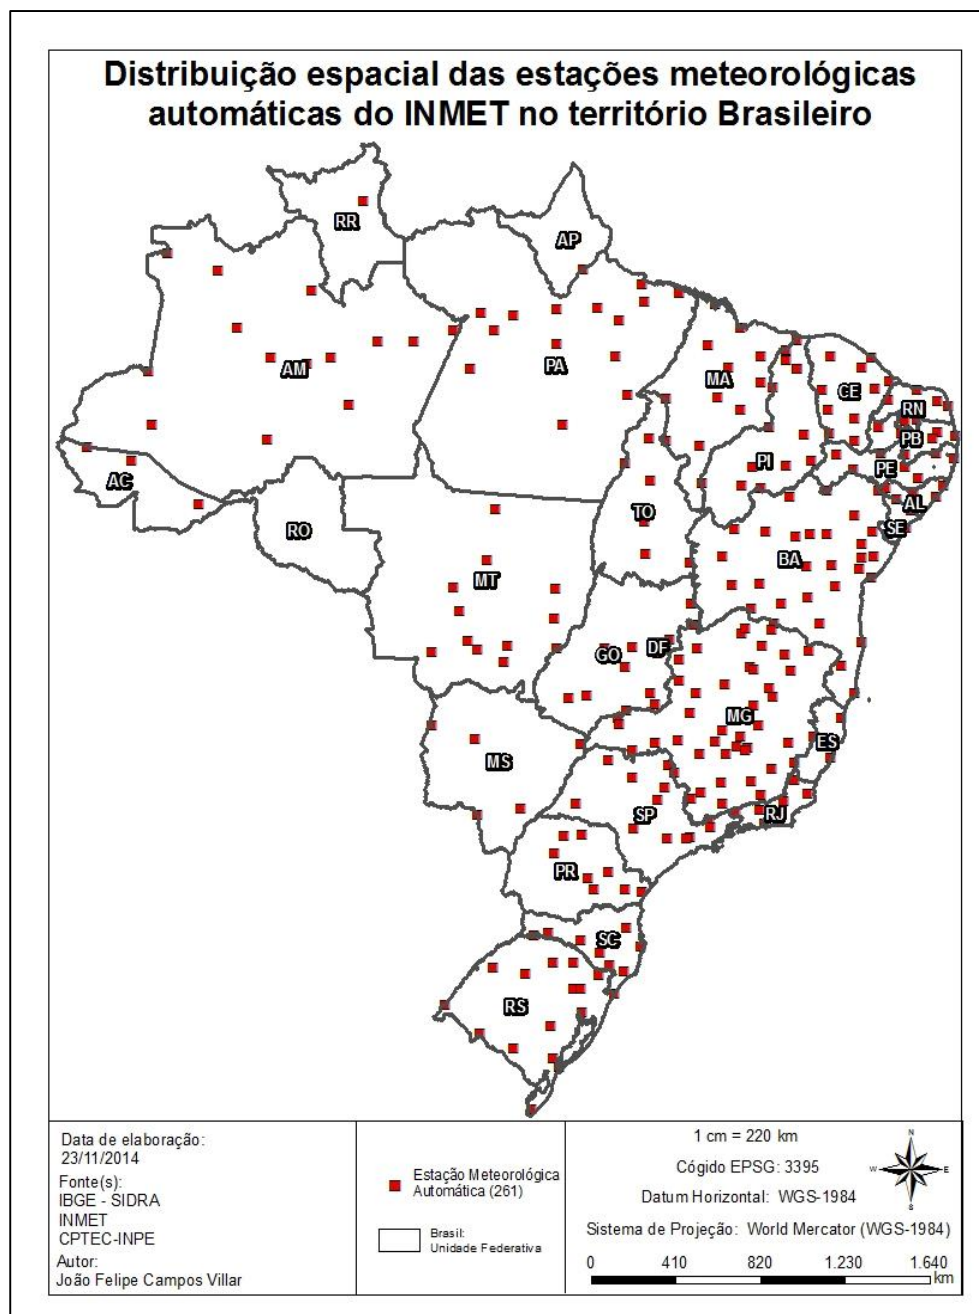 Distribuição espacial das estações meteorológicas
automáticas do INMET no território Brasileiro
RR
AP
AM
PA
MA
CE
RN
PB
PI
PE
AC
AL
TO
SE
RO
BA
MT
GO
DF
MG
ES
MS
SP
RJ
PR
SC
RS
Data de elaboração:
23/11/2014
Fonte(s):
IBGE - SIDRA
INMET
CPTEC-INPE
Autor:
João Felipe Campos Villar
Estação Meteorológica
Automática (261)
Brasil:
Unidade Federativa
1 cm = 220 km
Cógido EPSG: 3395
Datum Horizontal: WGS-1984
Sistema de Projeção: World Mercator (WGS-1984)
N
W
E
S
0 410 820 1.230 1.640
km